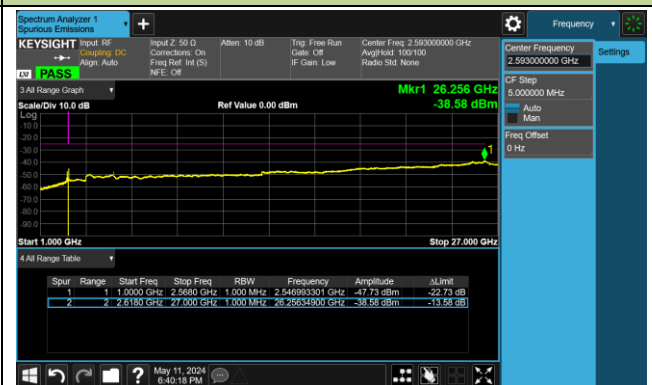 Spectrum Analyzer 1
Spurious Emissions
Frequency
KEYSIGHT
Input: RF
Coupling: DC
Align: Auto
Input Z: 50 Ω
Corrections: On
Freq Ref: Int (S)
NFE: Off
Atten: 10 dB
Trig: Free Run
Gate: Off
IF Gain: Low
Center Freq: 2.593000000 GHz
Avg|Hold: 100/100
Radio Std: None
LXI PASS
Center Frequency
2.593000000 GHz
Settings
CF Step
5.000000 MHz
Auto
Man
Freq Offset
0 Hz
3 All Range Graph
Mkr1 26.256 GHz
-38.58 dBm
Scale/Div 10.0 dB
Ref Value 0.00 dBm
Log
-10.0
-20.0
-30.0
-40.0
-50.0
-60.0
-70.0
-80.0
-90.0
1
Start 1.000 GHz
Stop 27.000 GHz
4 All Range Table
Spur Range Start Freq Stop Freq RBW Frequency Amplitude ΔLimit
1 1 1.0000 GHz 2.5680 GHz 1.000 MHz 2.546993301 GHz -47.73 dBm -22.73 dB
2 2 2.6180 GHz 27.000 GHz 1.000 MHz 26.25634900 GHz -38.58 dBm -13.58 dB
?
May 11, 2024
6:40:18 PM